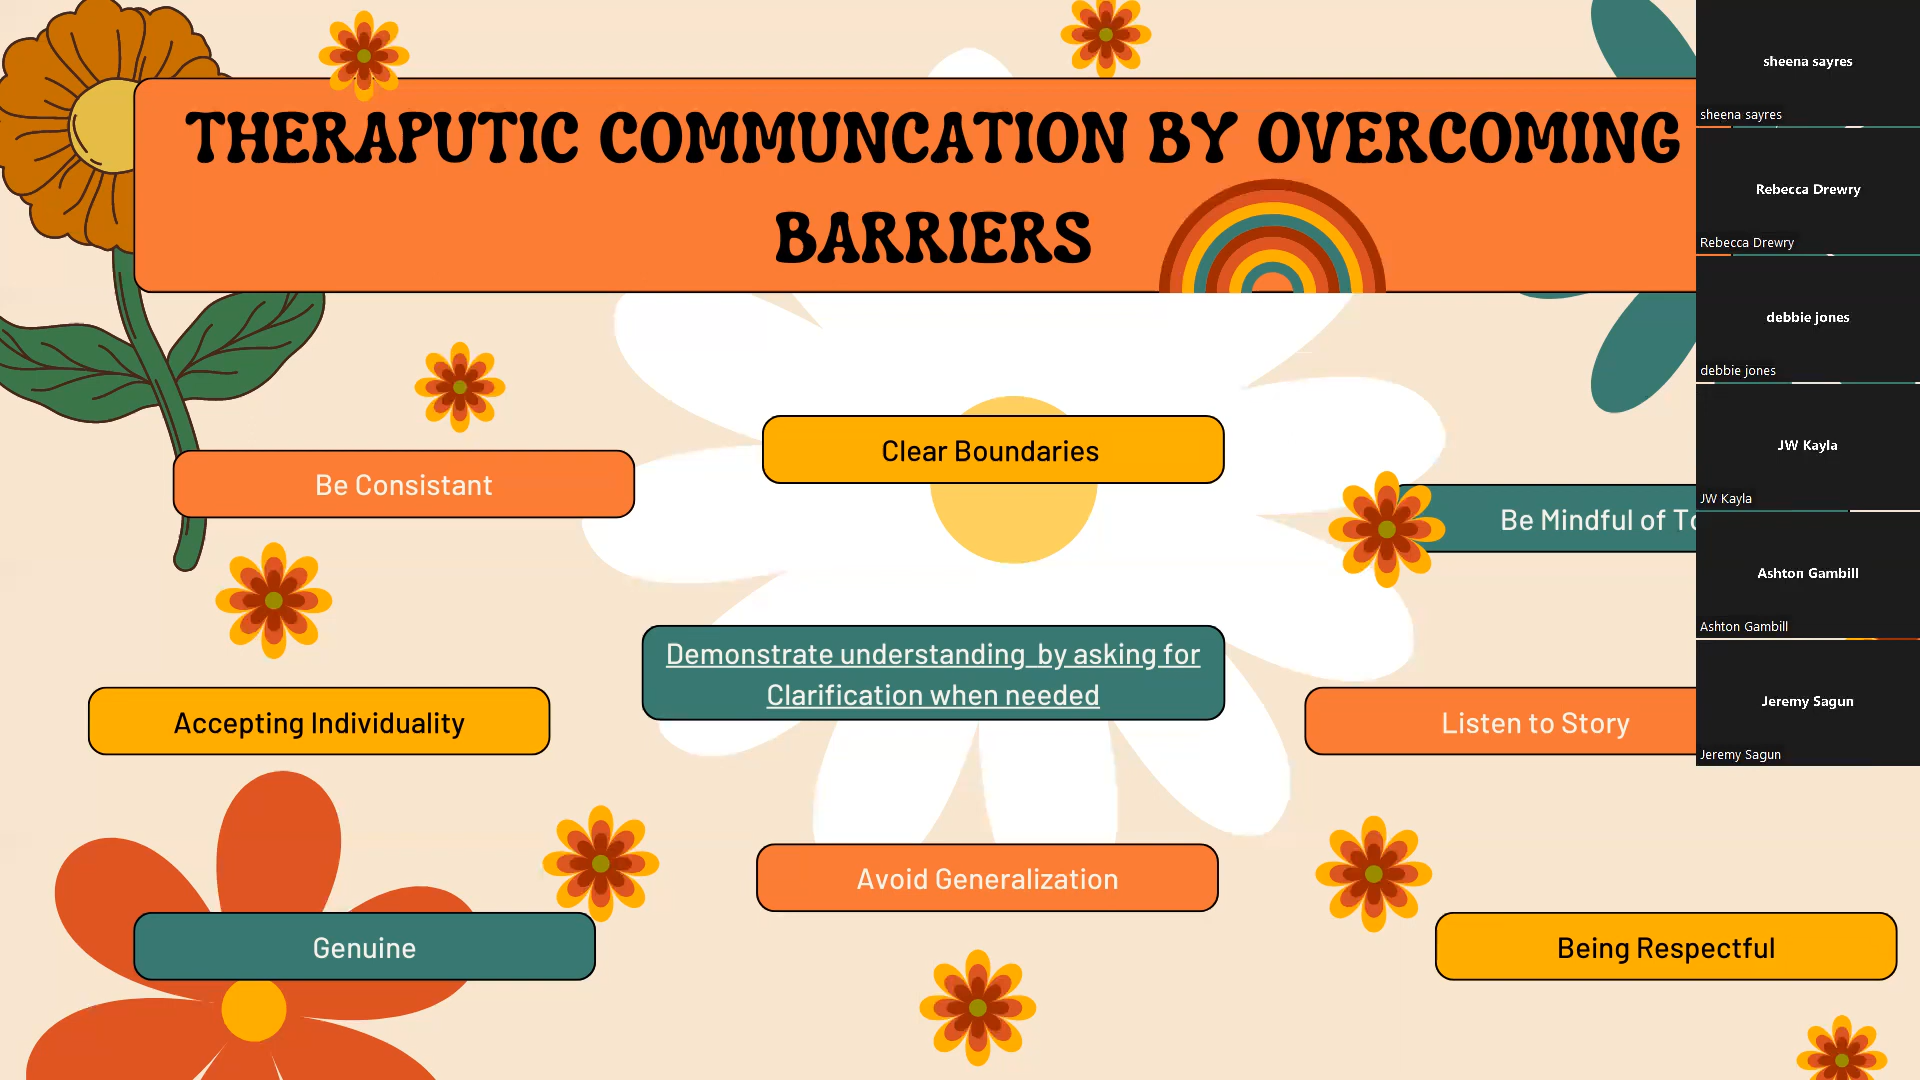 THERAPUTIC COMMUNCATION BY OVERCOMING
BARRIERS
Clear Boundaries
Be Consistant
Be Mindful of
Demonstrate understanding by asking for
Clarification when needed
Accepting Individuality
Listen to Story
Avoid Generalization
Genuine
Being Respectful
sheena sayres
sheena sayres
Rebecca Drewry
Rebecca Drewry
debbie jones
debbie jones
JW Kayla
JW Kayla
Ashton Gambill
Ashton Gambill
Jeremy Sagun
Jeremy Sagun